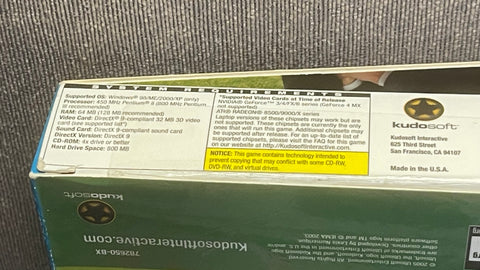 SYSTEM REQUIREMENTS
Supported OS: Windows® 98/ME/2000/XP (only)
Processor: 450 MHz Pentium® II (600 MHz Pentium
III recommended)
RAM: 64 MB (128 MB recommended)
Video Card: DirectX® 9-compliant 32 MB 3D video
card (see supported list*)
Sound Card: DirectX 9-compliant sound card
DirectX Version: DirectX 9
CD-ROM: 4x drive or better
Hard Drive Space: 800 MB
*Supported Video Cards at Time of Release
NVIDIA® GeForce™ 3/4/FX/6 series (GeForce 4 MX
not supported)
ATI® RADEON® 8500/9000/X series
Laptop versions of these chipsets may work but are
not supported. These chipsets are currently the only
ones that will run this game. Additional chipsets may
be supported after release. For an up-to-date list of
supported chipsets, please visit the FAQ for this game
on our website at http://Kudosoftinteractive.com.
NOTICE: This game contains technology intended to
prevent copying that may conflict with some CD-RW,
DVD-RW, and virtual drives.
kudosoft™
Kudosoft Interactive
625 Third Street
San Francisco, CA 94107
Made in the U.S.A.
kudosoft
Kudosoftinteractive.com
782650-BX